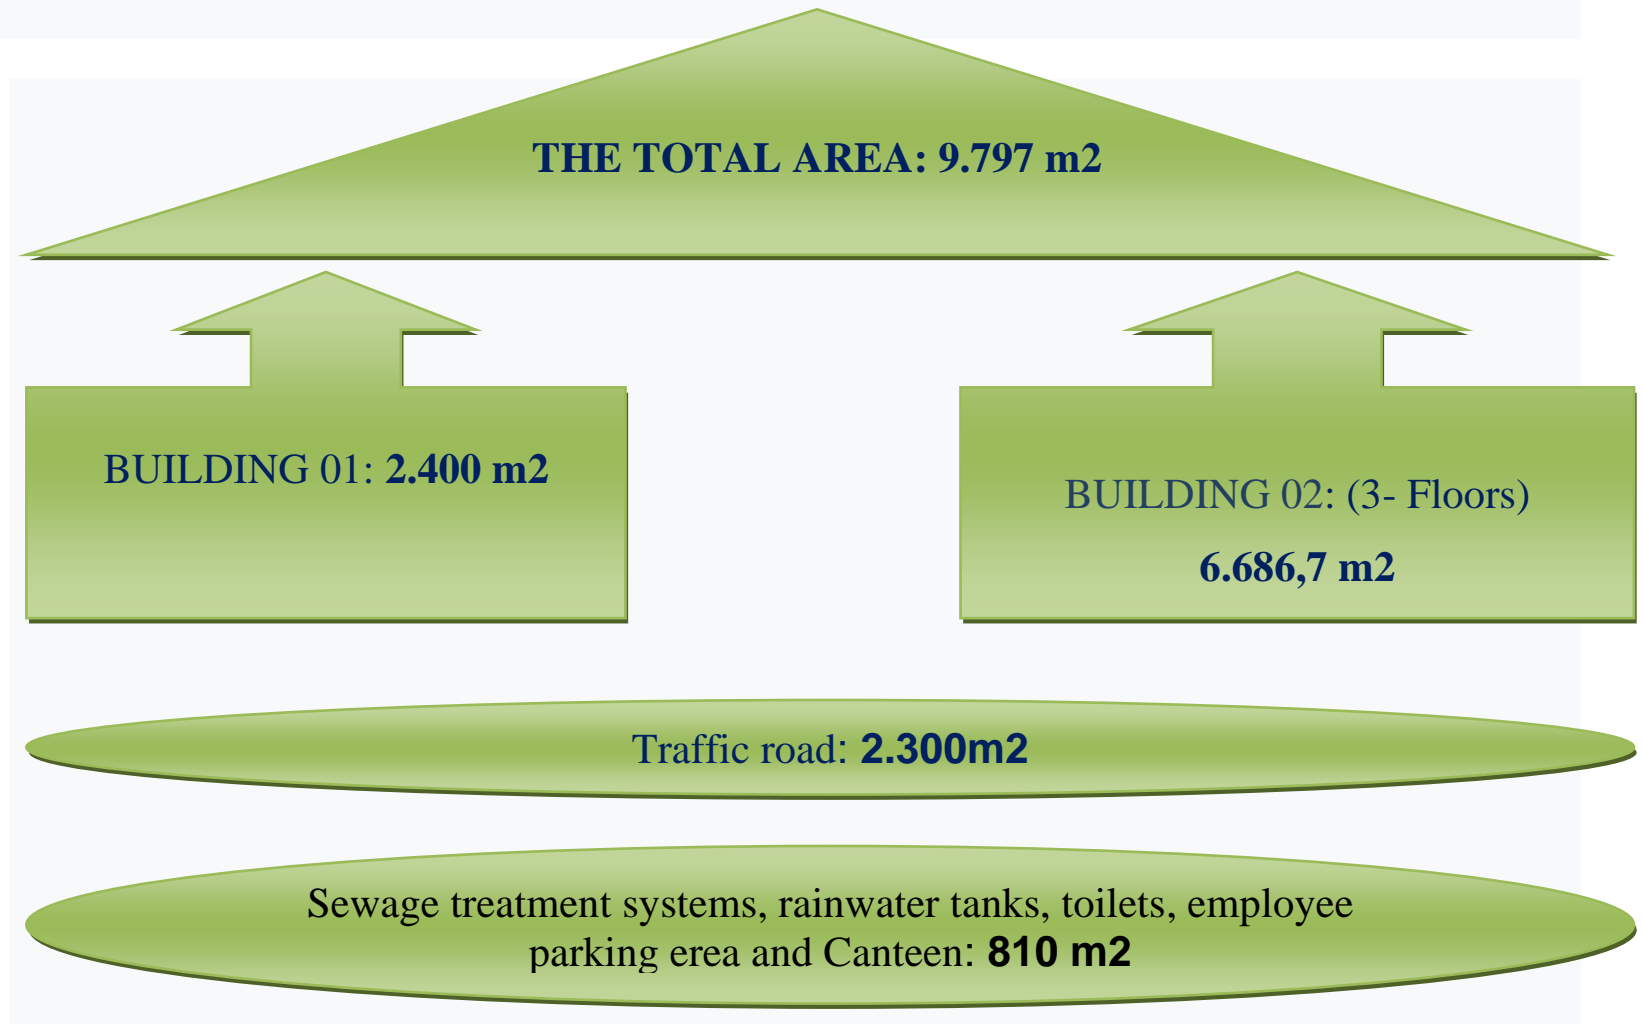 THE TOTAL AREA: 9.797 m2
BUILDING 01: 2.400 m2
BUILDING 02: (3- Floors)
6.686,7 m2
Traffic road: 2.300m2
Sewage treatment systems, rainwater tanks, toilets, employee
parking erea and Canteen: 810 m2